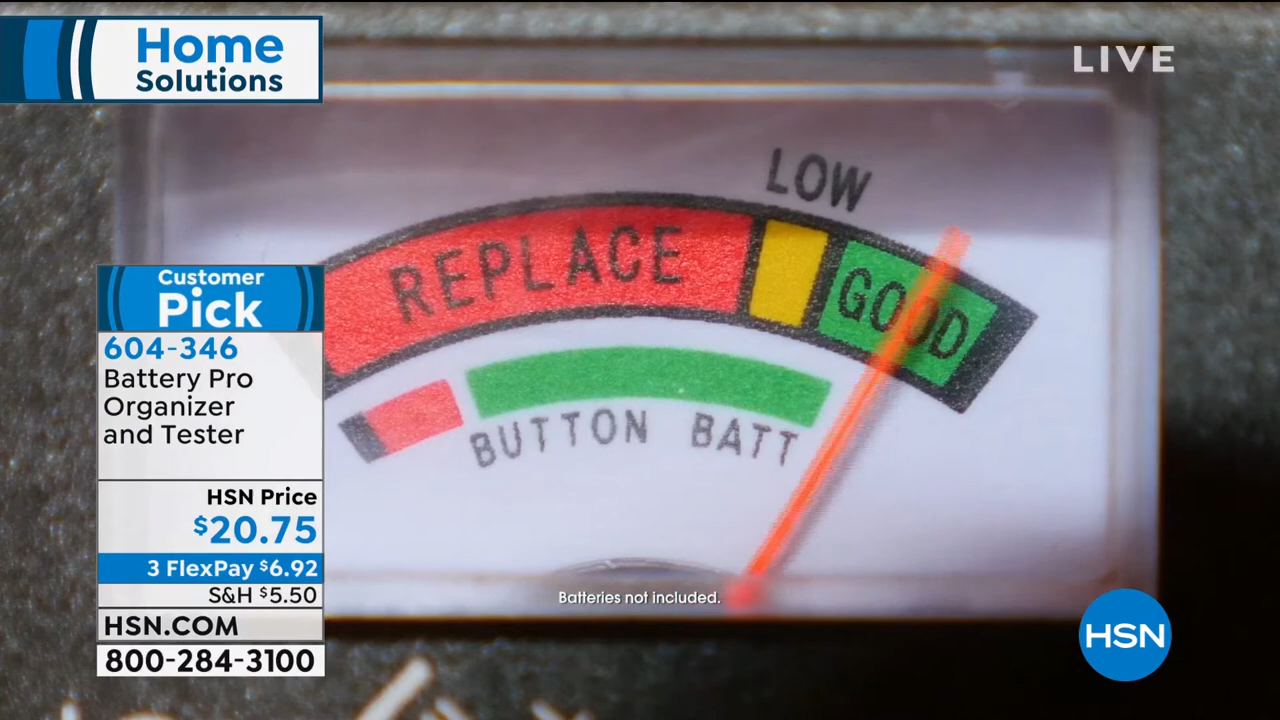 Home
Solutions
LIVE
LOW
REPLACE
GOOD
BUTTON BATT
Customer
Pick
604-346
Battery Pro
Organizer
and Tester
HSN Price
$20.75
3 FlexPay $6.92
S&H $5.50
HSN.COM
800-284-3100
Batteries not included.
HSN